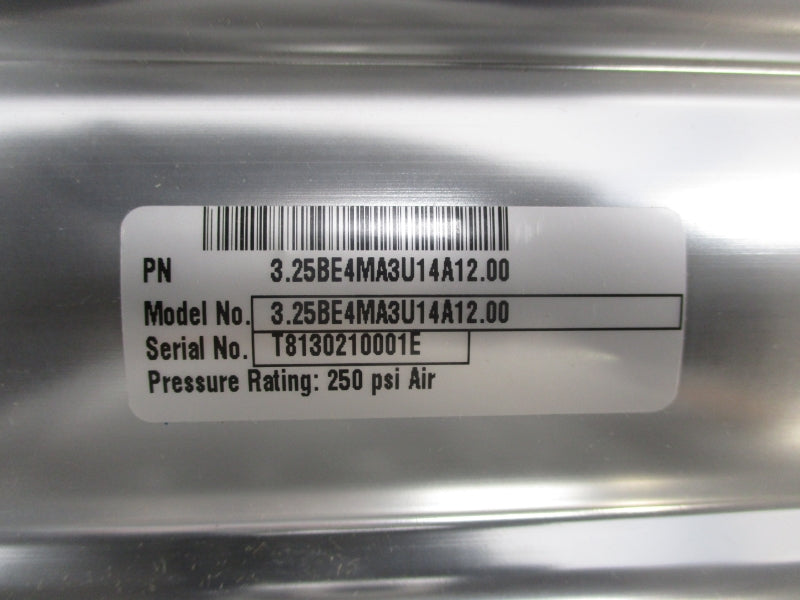 PN 3.25BE4MA3U14A12.00
Model No. 3.25BE4MA3U14A12.00
Serial No. T8130210001E
Pressure Rating: 250 psi Air